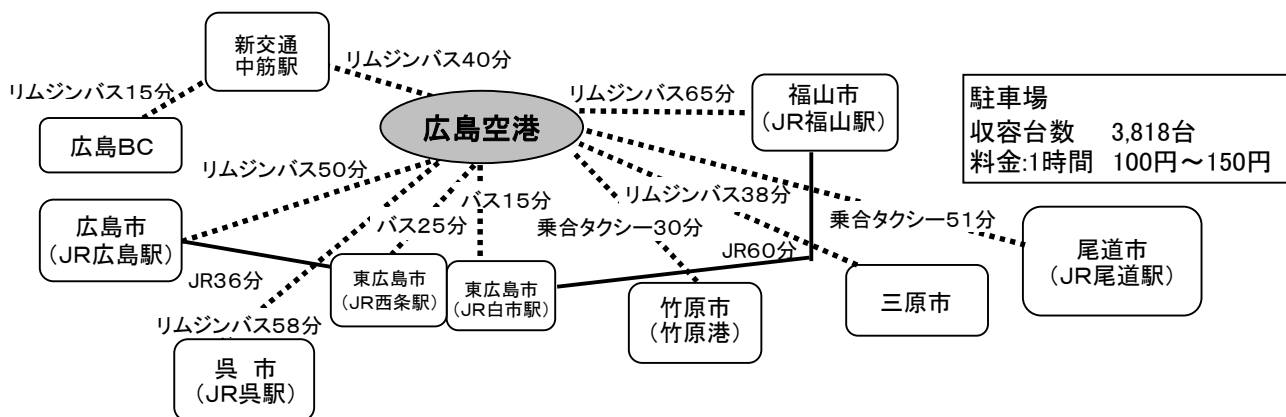 新交通
中筋駅
リムジンバス40分
リムジンバス15分
広島BC
広島空港
リムジンバス65分
福山市
(JR福山駅)
駐車場
収容台数 3,818台
料金:1時間 100円～150円
リムジンバス50分
広島市
(JR広島駅)
バス25分
バス15分
リムジンバス38分
乗合タクシー30分
乗合タクシー51分
尾道市
(JR尾道駅)
JR36分
JR60分
東広島市
(JR西条駅)
東広島市
(JR白市駅)
竹原市
(竹原港)
三原市
リムジンバス58分
呉 市
(JR呉駅)